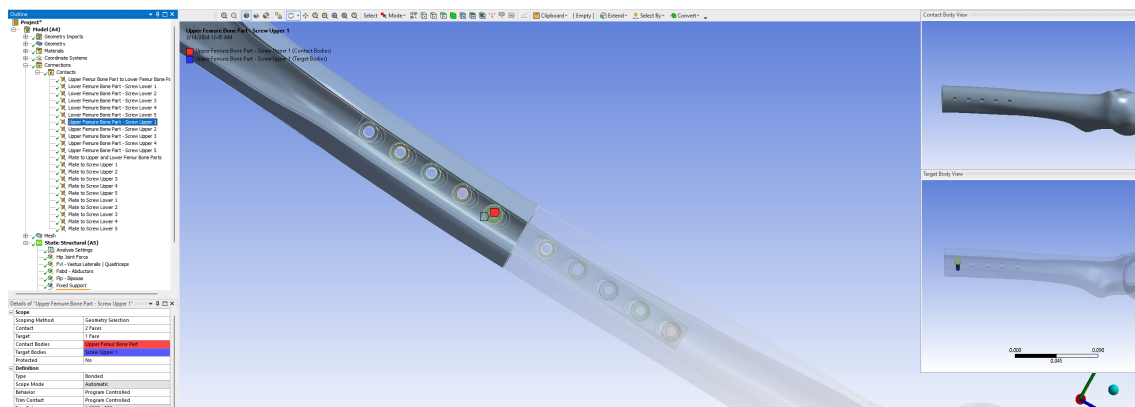 Outline
Project*
Model (A4)
Geometry Imports
Geometry
Materials
Coordinate Systems
Connections
Contacts
Upper Femur Bone Part to Lower Femur Bone Pa
Lower Femure Bone Part - Screw Lower 1
Lower Femure Bone Part - Screw Lower 2
Lower Femure Bone Part - Screw Lower 3
Lower Femure Bone Part - Screw Lower 4
Lower Femure Bone Part - Screw Lower 5
Upper Femure Bone Part - Screw Upper 1
Upper Femure Bone Part - Screw Upper 2
Upper Femure Bone Part - Screw Upper 3
Upper Femure Bone Part - Screw Upper 4
Upper Femure Bone Part - Screw Upper 5
Plate to Upper and Lower Femur Bone Parts
Plate to Screw Upper 1
Plate to Screw Upper 2
Plate to Screw Upper 3
Plate to Screw Upper 4
Plate to Screw Upper 5
Plate to Screw Lower 1
Plate to Screw Lower 2
Plate to Screw Lower 3
Plate to Screw Lower 4
Plate to Screw Lower 5
Mesh
Static Structural (A5)
Analysis Settings
Hip Joint Force
Fvl - Vastus Lateralis | Quadriceps
Fabd - Abductors
Flp - Iliopsoas
Fixed Support
Details of "Upper Femure Bone Part - Screw Upper 1"
Scope
Scoping Method Geometry Selection
Contact 2 Faces
Target 1 Face
Contact Bodies Upper Femur Bone Part
Target Bodies Screw Upper 1
Protected No
Definition
Type Bonded
Scope Mode Automatic
Behavior Program Controlled
Trim Contact Program Controlled
Select Mode Clipboard [ Empty ] Extend Select By Convert
Upper Femure Bone Part - Screw Upper 1
2/14/2024 12:45 AM
Upper Femure Bone Part - Screw Upper 1 (Contact Bodies)
Upper Femure Bone Part - Screw Upper 1 (Target Bodies)
Contact Body View
Target Body View
0.000 0.090
0.045